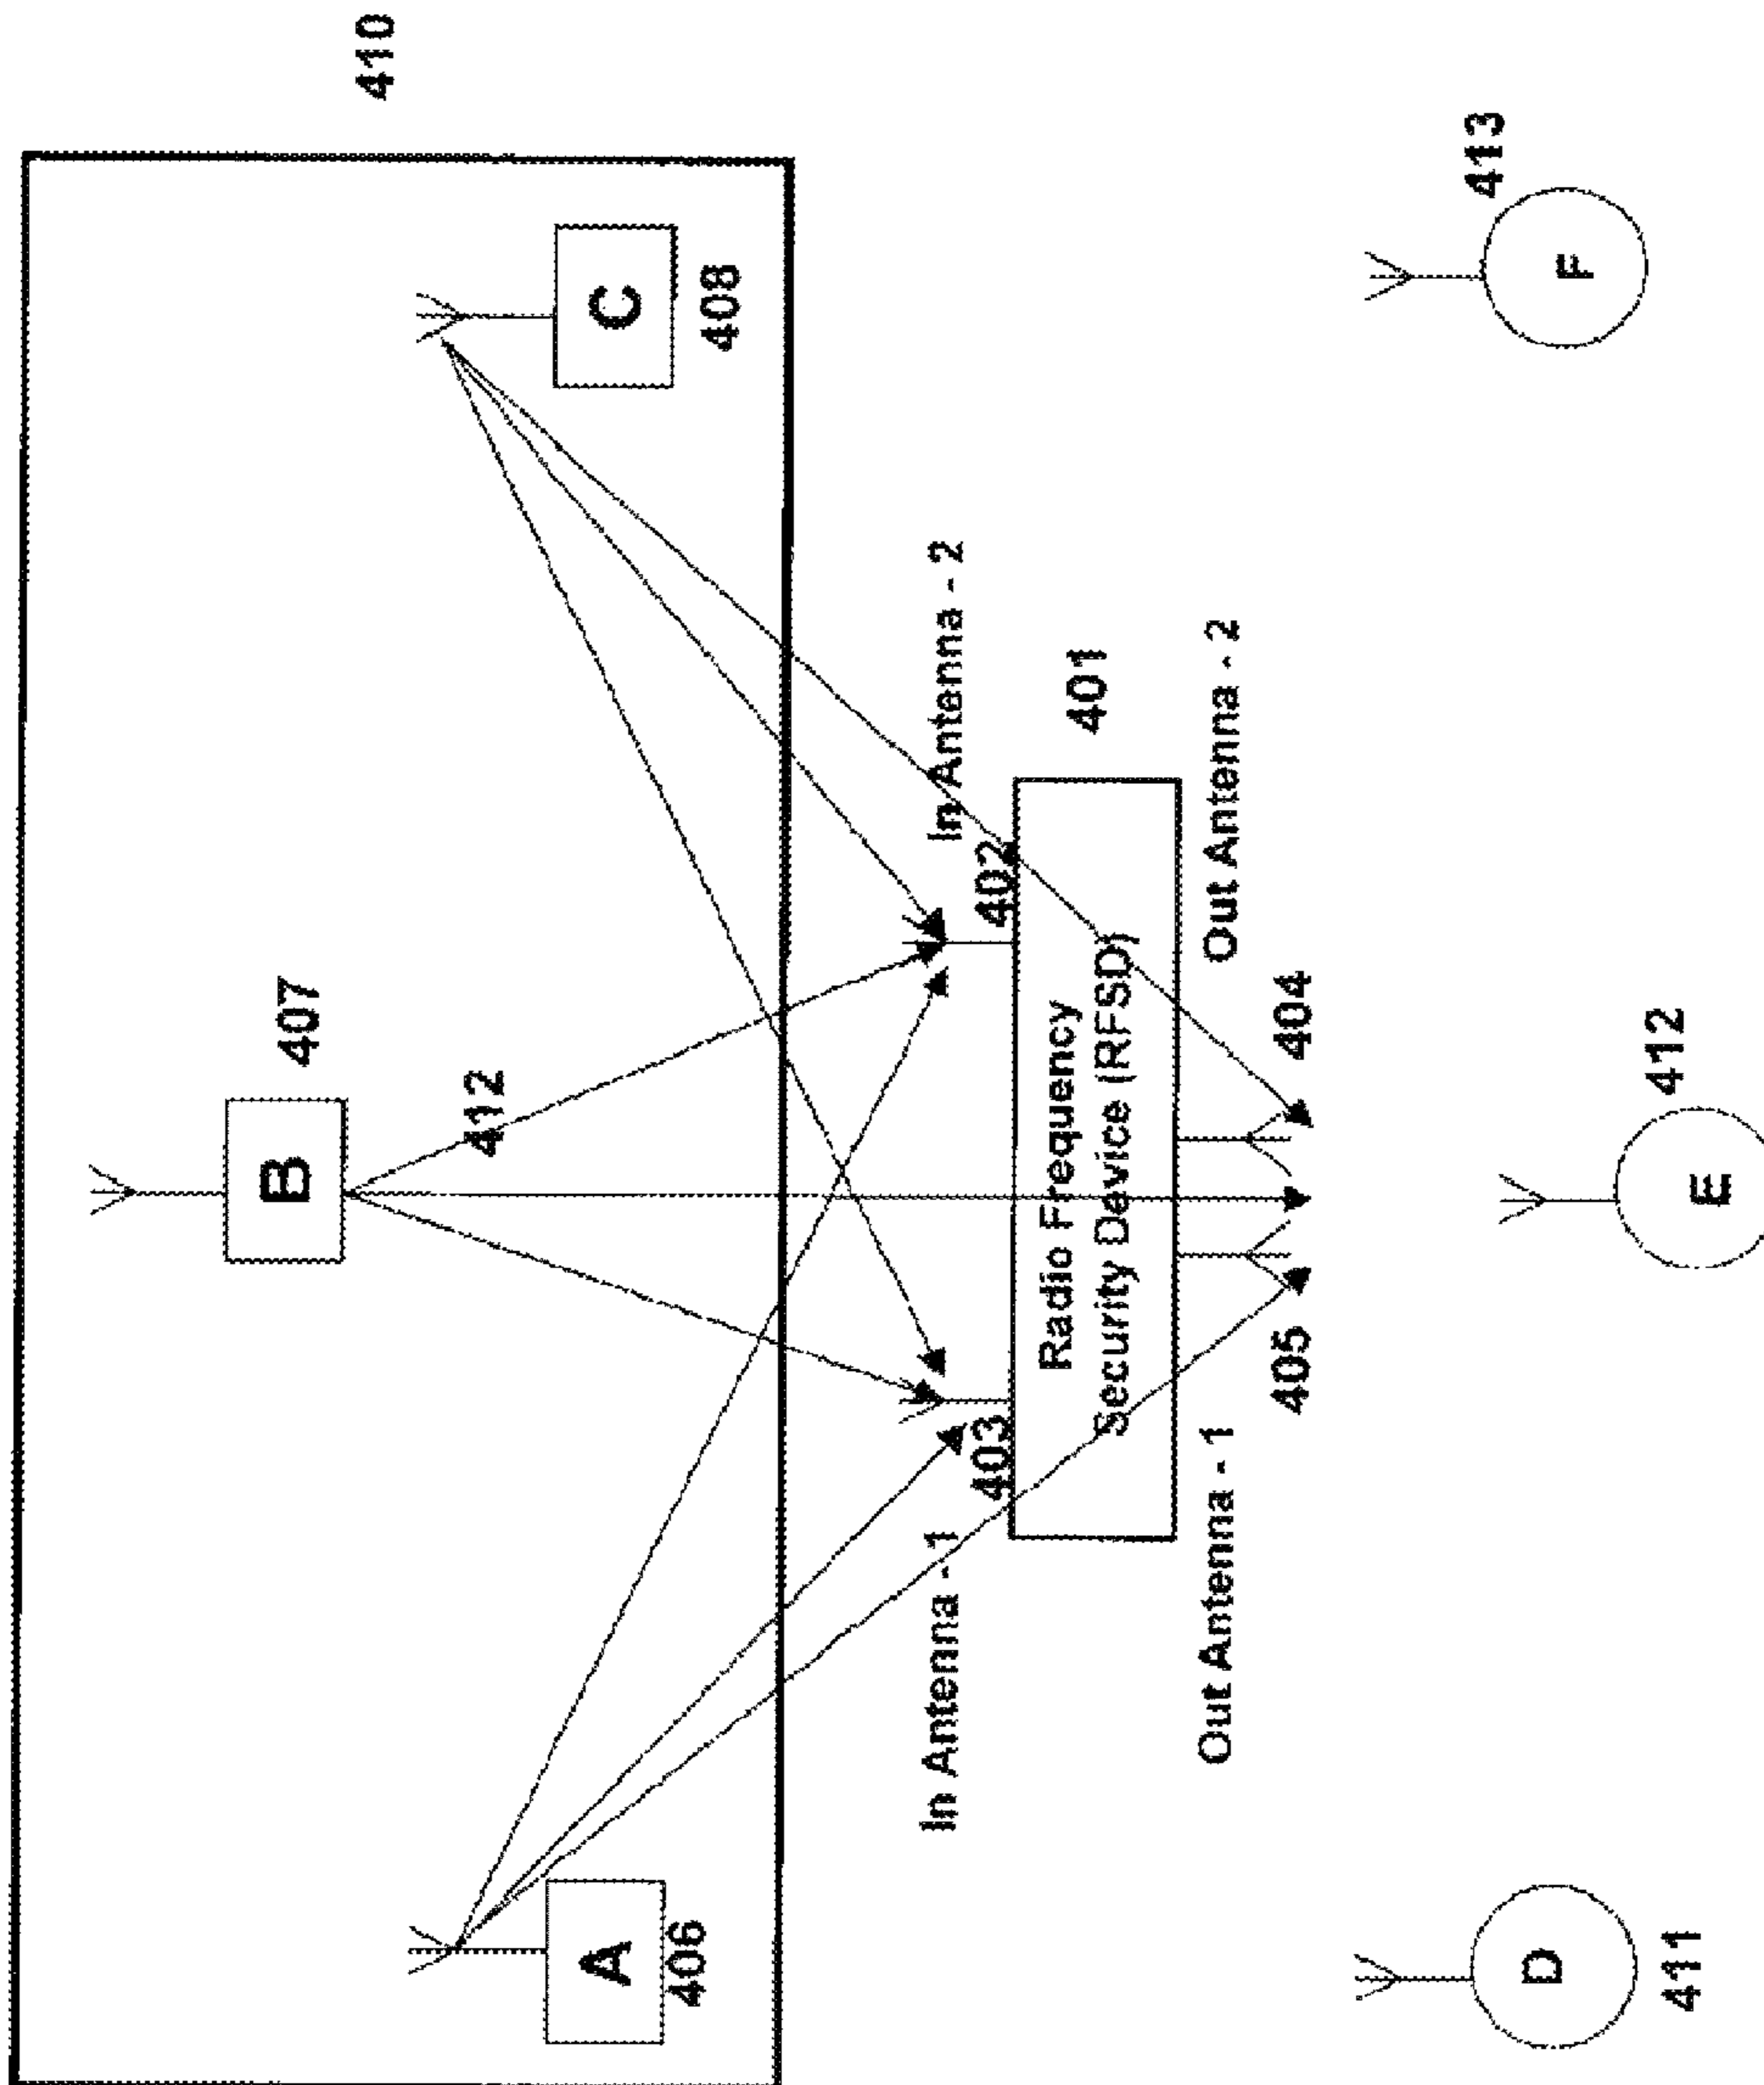 410
B
407
412
A
406
C
408
In Antenna - 1
403
In Antenna - 2
402
Radio Frequency
Security Device (RFSD)
401
Out Antenna - 1
405
Out Antenna - 2
404
D
411
E
412
F
413